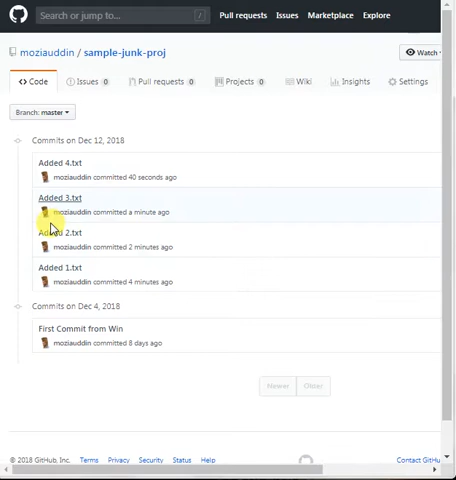 Search or jump to... / Pull requests Issues Marketplace Explore
moziauddin / sample-junk-proj Watch
Code Issues 0 Pull requests 0 Projects 0 Wiki Insights Settings
Branch: master
Commits on Dec 12, 2018
Added 4.txt
moziauddin committed 40 seconds ago
Added 3.txt
moziauddin committed a minute ago
Added 2.txt
moziauddin committed 2 minutes ago
Added 1.txt
moziauddin committed 4 minutes ago
Commits on Dec 4, 2018
First Commit from Win
moziauddin committed 8 days ago
Newer Older
© 2018 GitHub, Inc. Terms Privacy Security Status Help Contact GitHu